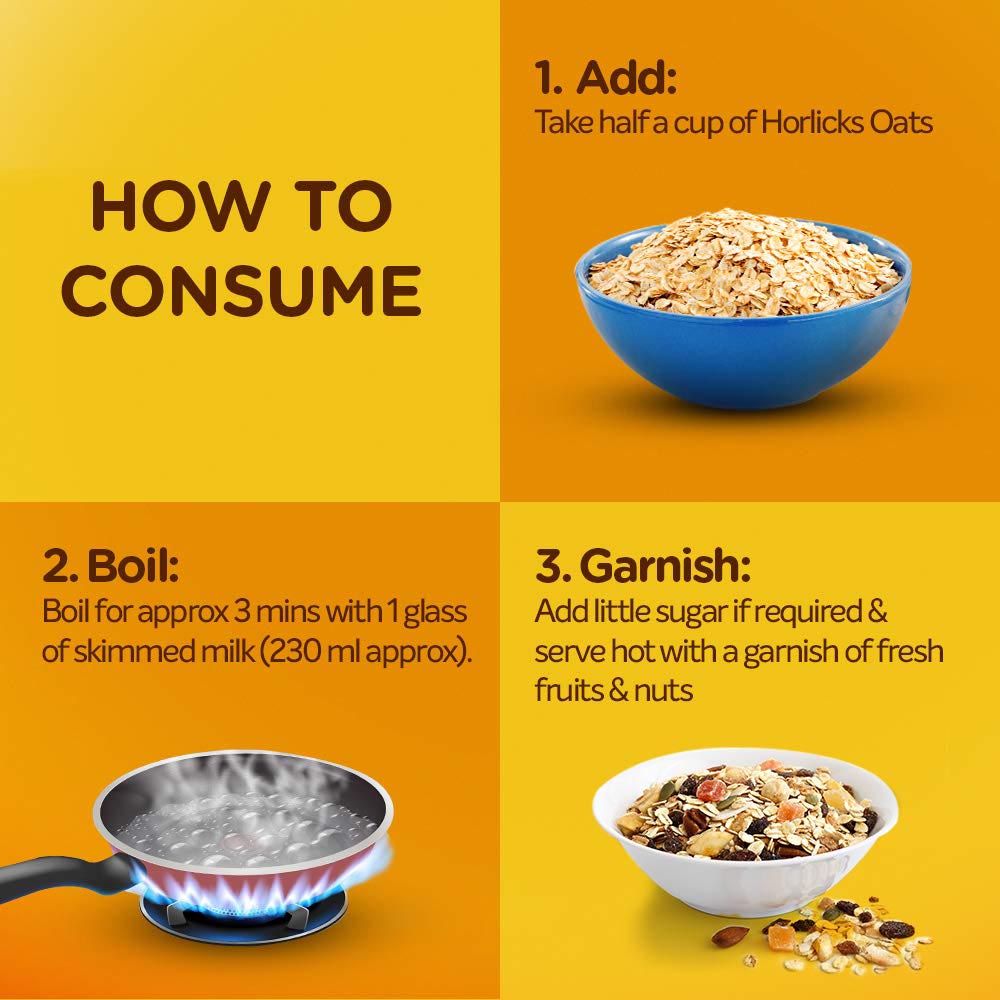 HOW TO
CONSUME
1. Add:
Take half a cup of Horlicks Oats
2. Boil:
Boil for approx 3 mins with 1 glass
of skimmed milk (230 ml approx).
3. Garnish:
Add little sugar if required &
serve hot with a garnish of fresh
fruits & nuts